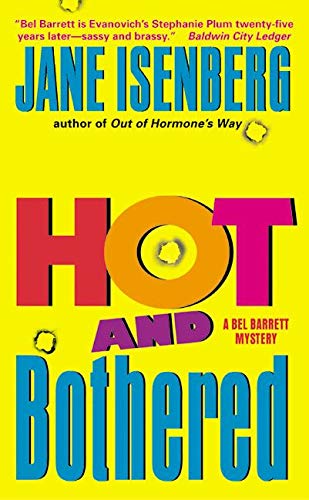 "Bel Barrett is Evanovich's Stephanie Plum twenty-five
years later—sassy and brassy." Baldwin City Ledger
JANE ISENBERG
author of Out of Hormone's Way
HOT
AND
A BEL BARRETT
MYSTERY
Bothered